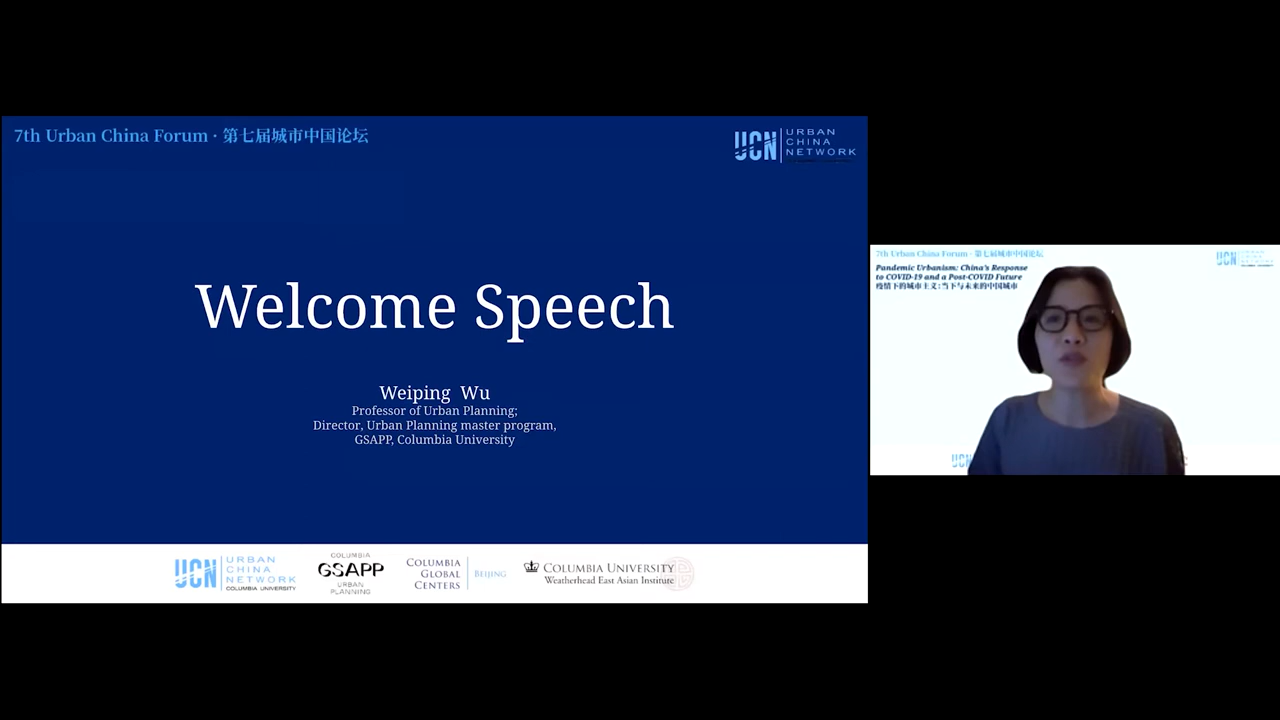 7th Urban China Forum · 第七届城市中国论坛
UCN
URBAN
CHINA
NETWORK
Welcome Speech
Weiping Wu
Professor of Urban Planning;
Director, Urban Planning master program,
GSAPP, Columbia University
UCN
URBAN
CHINA
NETWORK
COLUMBIA UNIVERSITY
COLUMBIA
GSAPP
URBAN
PLANNING
COLUMBIA
GLOBAL
CENTERS
BEIJING
COLUMBIA UNIVERSITY
Weatherhead East Asian Institute
7th Urban China Forum · 第七届城市中国论坛
UCN
Pandemic Urbanism: China's Response
to COVID-19 and a Post-COVID Future
疫情下的城市主义:当下与未来的中国城市
UCN